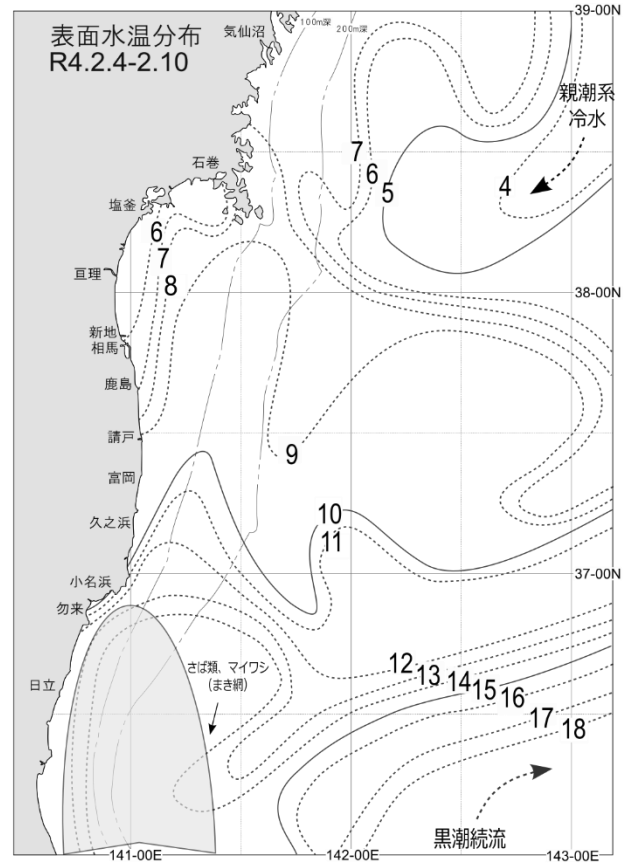 39-00N
表面水温分布
R4.2.4-2.10
気仙沼
100m深
200m深
親潮系
冷水
7
6
5
4
石巻
塩釜
6
7
8
亘理
38-00N
新地
相馬
鹿島
請戸
9
富岡
10
久之浜
11
37-00N
小名浜
勿来
さば類、マイワシ
(まき網)
12
13
14
15
16
17
18
日立
黒潮続流
141-00E
142-00E
143-00E